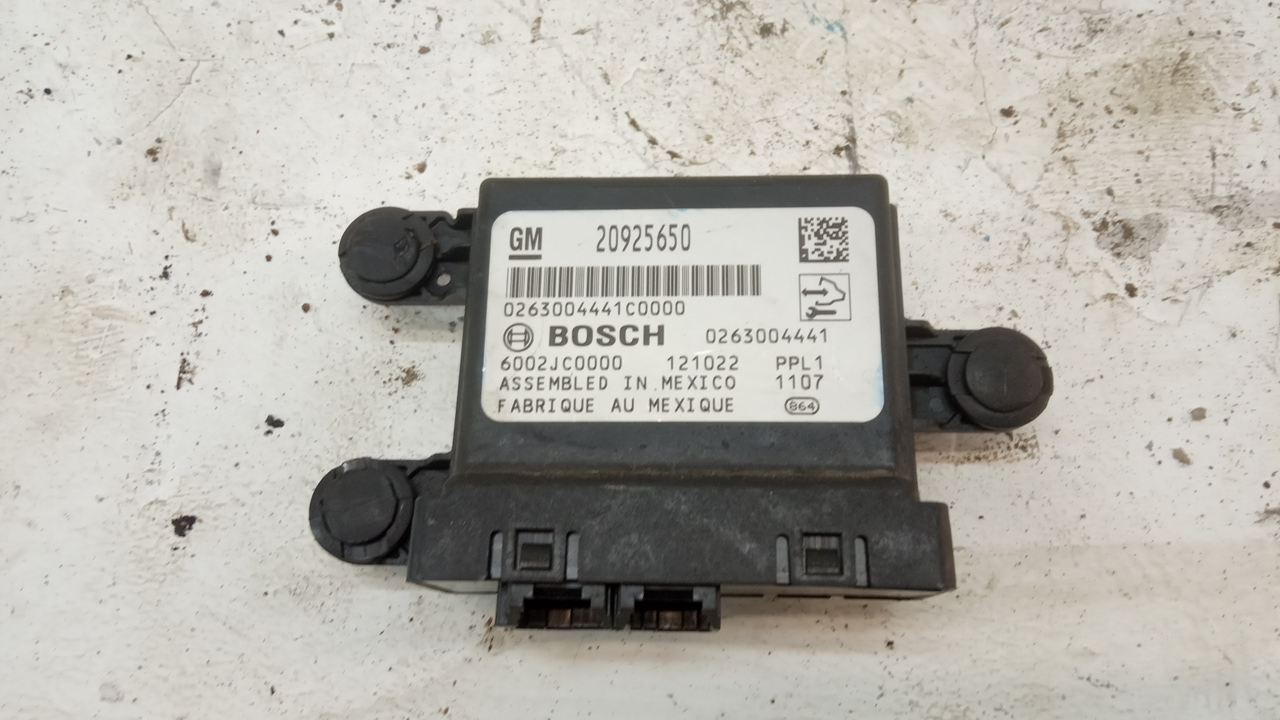 GM 20925650
0263004441C0000
BOSCH 0263004441
6002JC0000 121022 PPL1
ASSEMBLED IN MEXICO 1107
FABRIQUE AU MEXIQUE 864